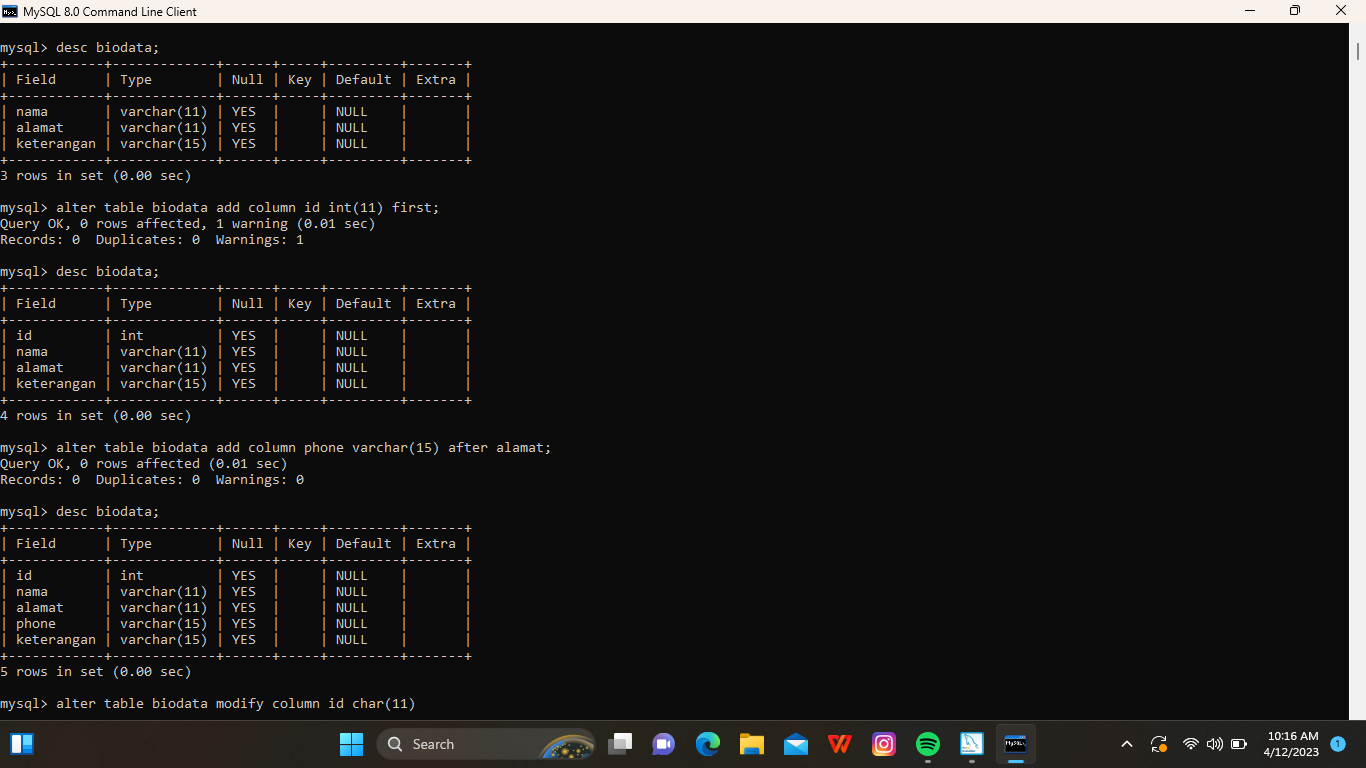 MySQL 8.0 Command Line Client
mysql> desc biodata;
+------------+-------------+------+-----+---------+-------+
| Field      | Type        | Null | Key | Default | Extra |
+------------+-------------+------+-----+---------+-------+
| nama       | varchar(11) | YES  |     | NULL    |       |
| alamat     | varchar(11) | YES  |     | NULL    |       |
| keterangan | varchar(15) | YES  |     | NULL    |       |
+------------+-------------+------+-----+---------+-------+
3 rows in set (0.00 sec)
mysql> alter table biodata add column id int(11) first;
Query OK, 0 rows affected, 1 warning (0.01 sec)
Records: 0  Duplicates: 0  Warnings: 1
mysql> desc biodata;
+------------+-------------+------+-----+---------+-------+
| Field      | Type        | Null | Key | Default | Extra |
+------------+-------------+------+-----+---------+-------+
| id         | int         | YES  |     | NULL    |       |
| nama       | varchar(11) | YES  |     | NULL    |       |
| alamat     | varchar(11) | YES  |     | NULL    |       |
| keterangan | varchar(15) | YES  |     | NULL    |       |
+------------+-------------+------+-----+---------+-------+
4 rows in set (0.00 sec)
mysql> alter table biodata add column phone varchar(15) after alamat;
Query OK, 0 rows affected (0.01 sec)
Records: 0  Duplicates: 0  Warnings: 0
mysql> desc biodata;
+------------+-------------+------+-----+---------+-------+
| Field      | Type        | Null | Key | Default | Extra |
+------------+-------------+------+-----+---------+-------+
| id         | int         | YES  |     | NULL    |       |
| nama       | varchar(11) | YES  |     | NULL    |       |
| alamat     | varchar(11) | YES  |     | NULL    |       |
| phone      | varchar(15) | YES  |     | NULL    |       |
| keterangan | varchar(15) | YES  |     | NULL    |       |
+------------+-------------+------+-----+---------+-------+
5 rows in set (0.00 sec)
mysql> alter table biodata modify column id char(11)
Search
10:16 AM
4/12/2023
1